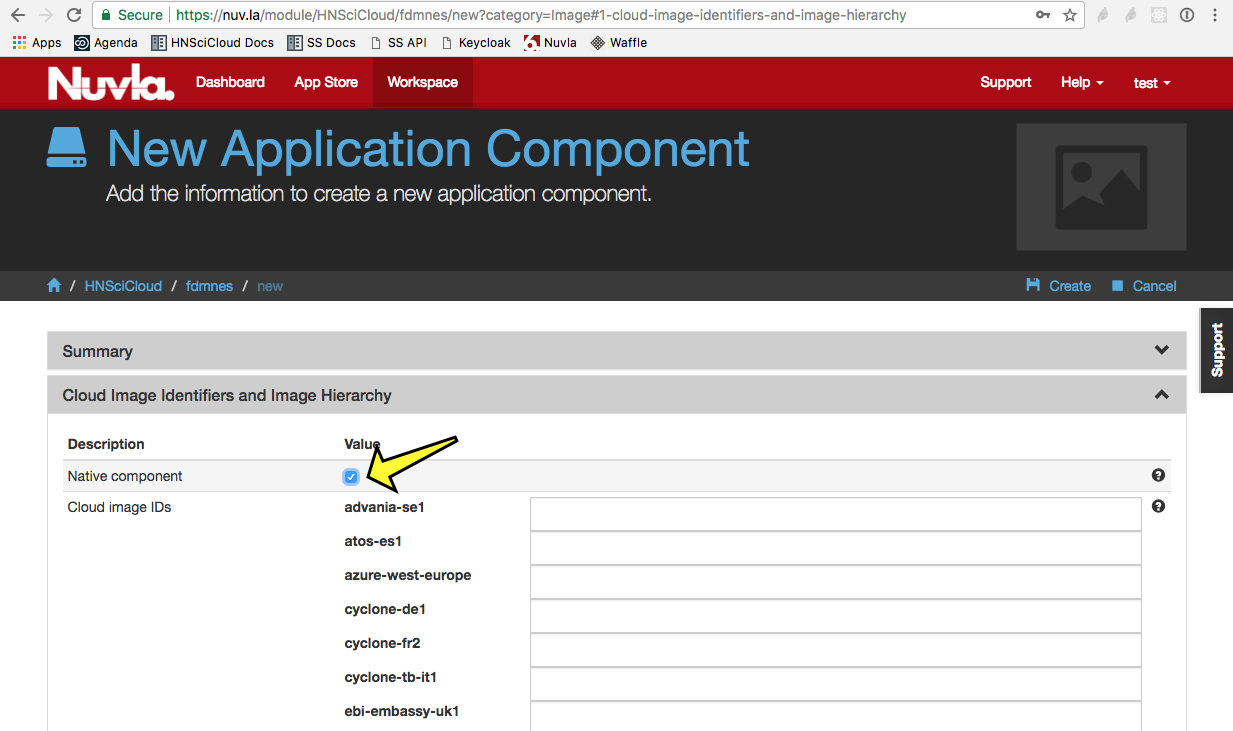 Secure https://nuv.la/module/HNSciCloud/fdmnes/new?category=Image#1-cloud-image-identifiers-and-image-hierarchy
Apps Agenda HNSciCloud Docs SS Docs SS API Keycloak Nuvla Waffle
Nuvla. Dashboard App Store Workspace Support Help test
New Application Component
Add the information to create a new application component.
/ HNSciCloud / fdmnes / new Create Cancel
Support
Summary
Cloud Image Identifiers and Image Hierarchy
Description Value
Native component
Cloud image IDs advania-se1
atos-es1
azure-west-europe
cyclone-de1
cyclone-fr2
cyclone-tb-it1
ebi-embassy-uk1